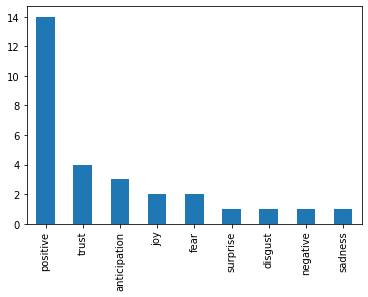 14
12
10
8
6
4
2
0
positive
trust
anticipation
joy
fear
surprise
disgust
negative
sadness